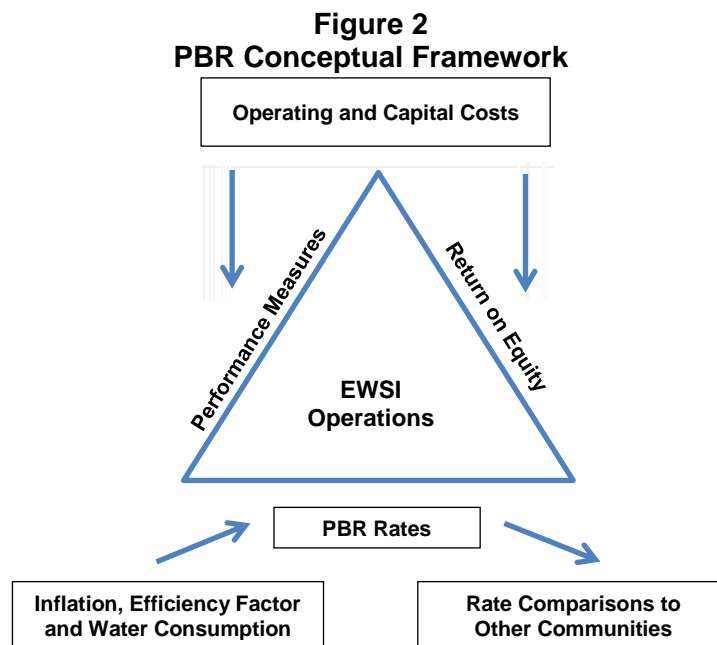 Figure 2
PBR Conceptual Framework
Operating and Capital Costs
Performance Measures
Return on Equity
EWSI
Operations
PBR Rates
Inflation, Efficiency Factor
and Water Consumption
Rate Comparisons to
Other Communities